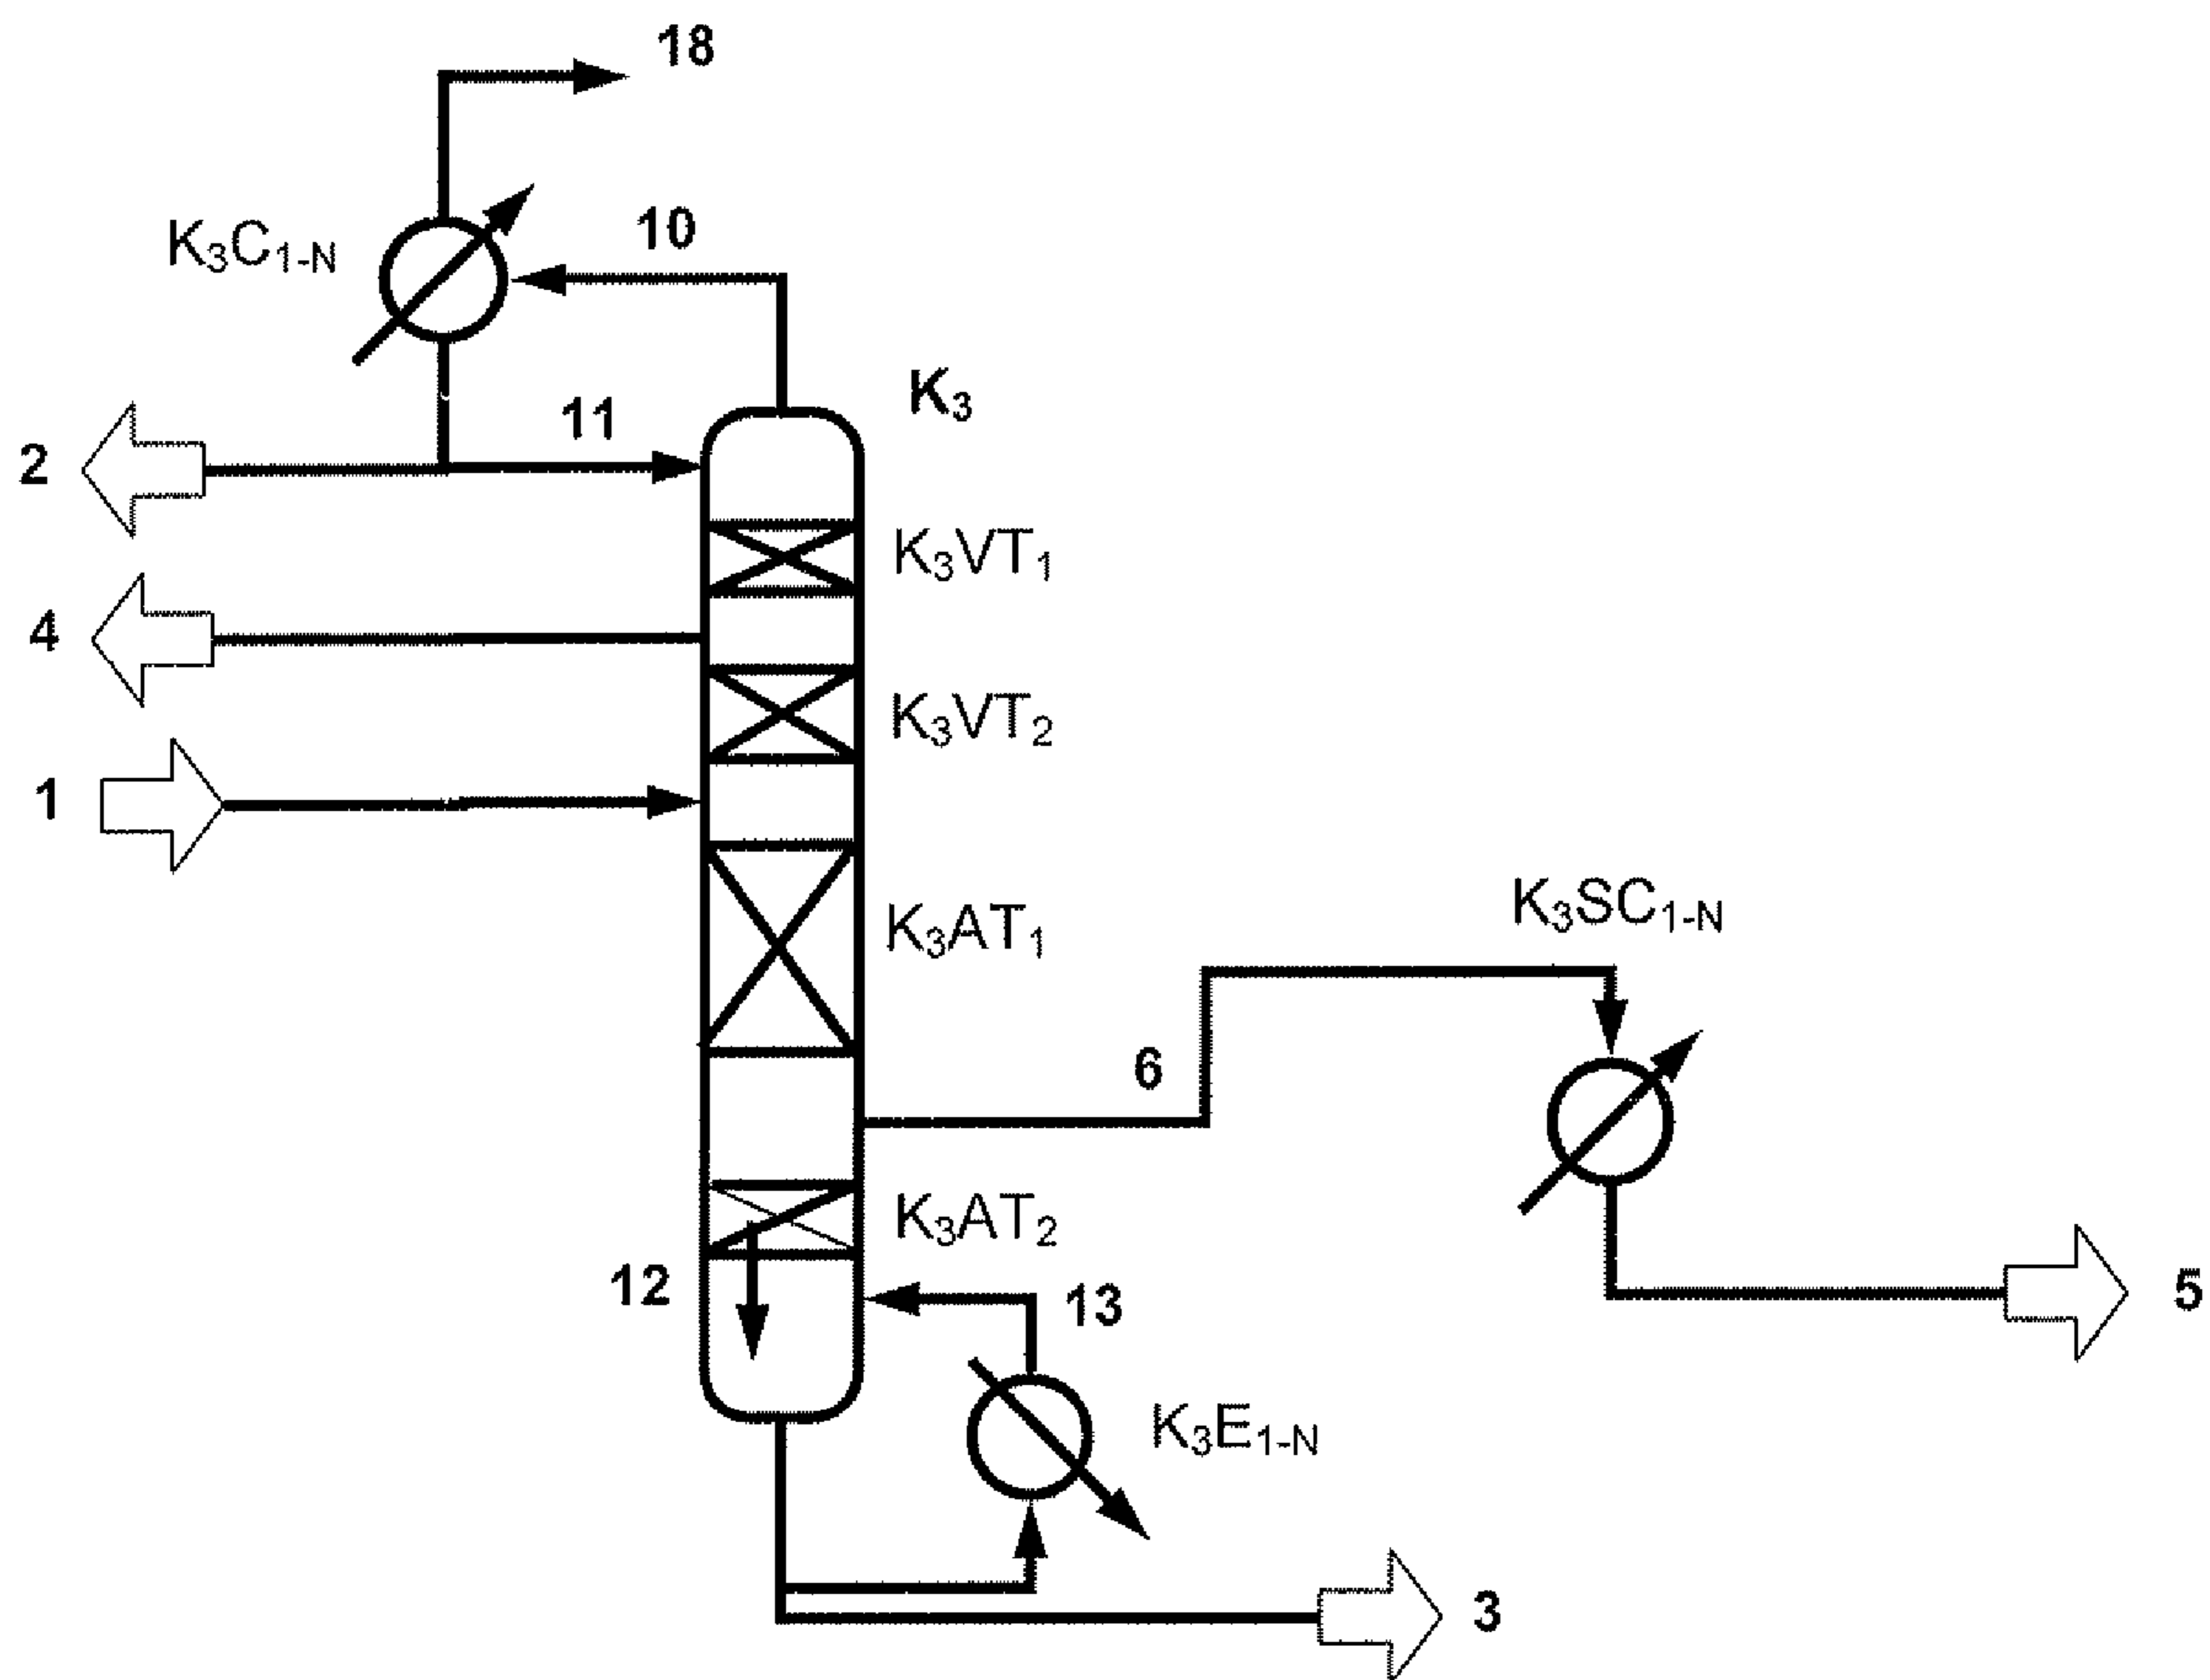 18
K₃C₁₋N
10
K₃
11
2
K₃VT₁
4
K₃VT₂
1
K₃AT₁
K₃SC₁₋N
6
K₃AT₂
12
13
5
K₃E₁₋N
3